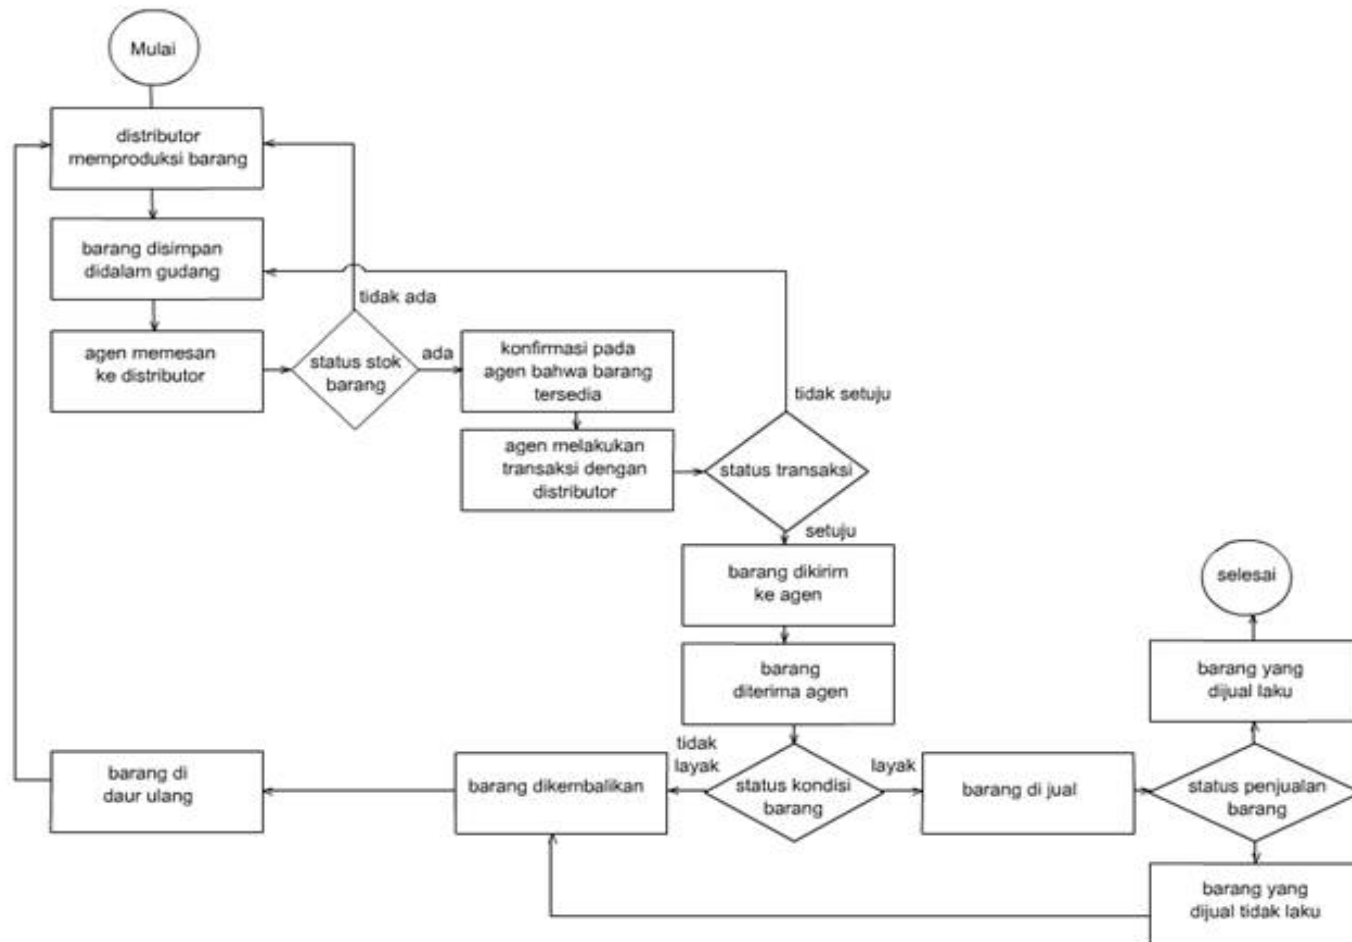 Mulai
distributor
memproduksi barang
barang disimpan
didalam gudang
tidak ada
agen memesan
ke distributor
status stok
barang
ada
konfirmasi pada
agen bahwa barang
tersedia
tidak setuju
agen melakukan
transaksi dengan
distributor
status transaksi
setuju
barang dikirim
ke agen
selesai
barang
diterima agen
barang yang
dijual laku
barang di
daur ulang
barang dikembalikan
tidak
layak
status kondisi
barang
layak
barang di jual
status penjualan
barang
barang yang
dijual tidak laku